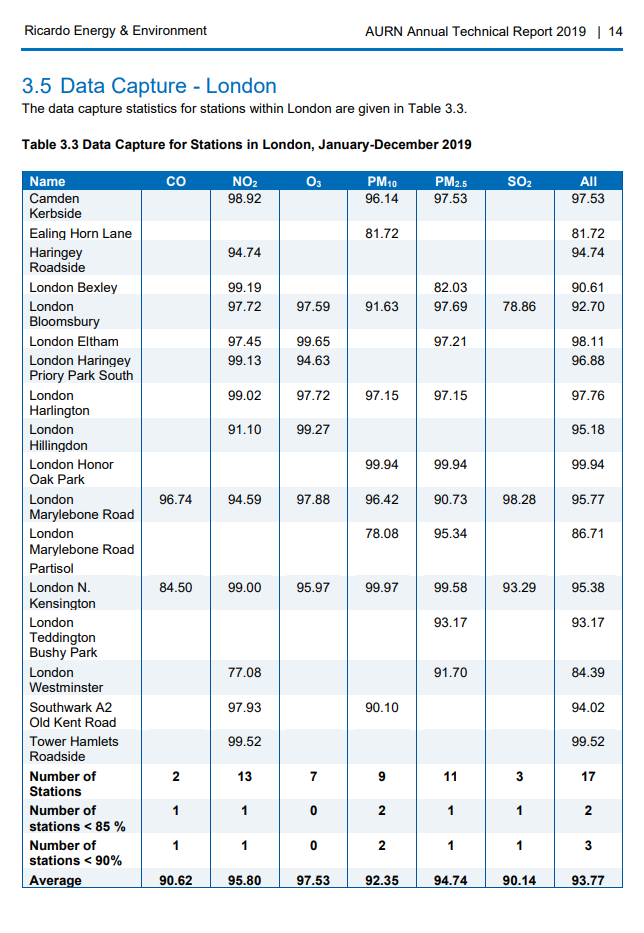 Ricardo Energy & Environment AURN Annual Technical Report 2019 | 14
3.5 Data Capture - London
The data capture statistics for stations within London are given in Table 3.3.
Table 3.3 Data Capture for Stations in London, January-December 2019
Name CO NO₂ O₃ PM₁₀ PM₂.₅ SO₂ All
Camden 98.92 96.14 97.53 97.53
Kerbside
Ealing Horn Lane 81.72 81.72
Haringey 94.74 94.74
Roadside
London Bexley 99.19 82.03 90.61
London 97.72 97.59 91.63 97.69 78.86 92.70
Bloomsbury
London Eltham 97.45 99.65 97.21 98.11
London Haringey 99.13 94.63 96.88
Priory Park South
London 99.02 97.72 97.15 97.15 97.76
Harlington
London 91.10 99.27 95.18
Hillingdon
London Honor 99.94 99.94 99.94
Oak Park
London 96.74 94.59 97.88 96.42 90.73 98.28 95.77
Marylebone Road
London 78.08 95.34 86.71
Marylebone Road
Partisol
London N. 84.50 99.00 95.97 99.97 99.58 93.29 95.38
Kensington
London 93.17 93.17
Teddington
Bushy Park
London 77.08 91.70 84.39
Westminster
Southwark A2 97.93 90.10 94.02
Old Kent Road
Tower Hamlets 99.52 99.52
Roadside
Number of 2 13 7 9 11 3 17
Stations
Number of 1 1 0 2 1 1 2
stations < 85 %
Number of 1 1 0 2 1 1 3
stations < 90%
Average 90.62 95.80 97.53 92.35 94.74 90.14 93.77